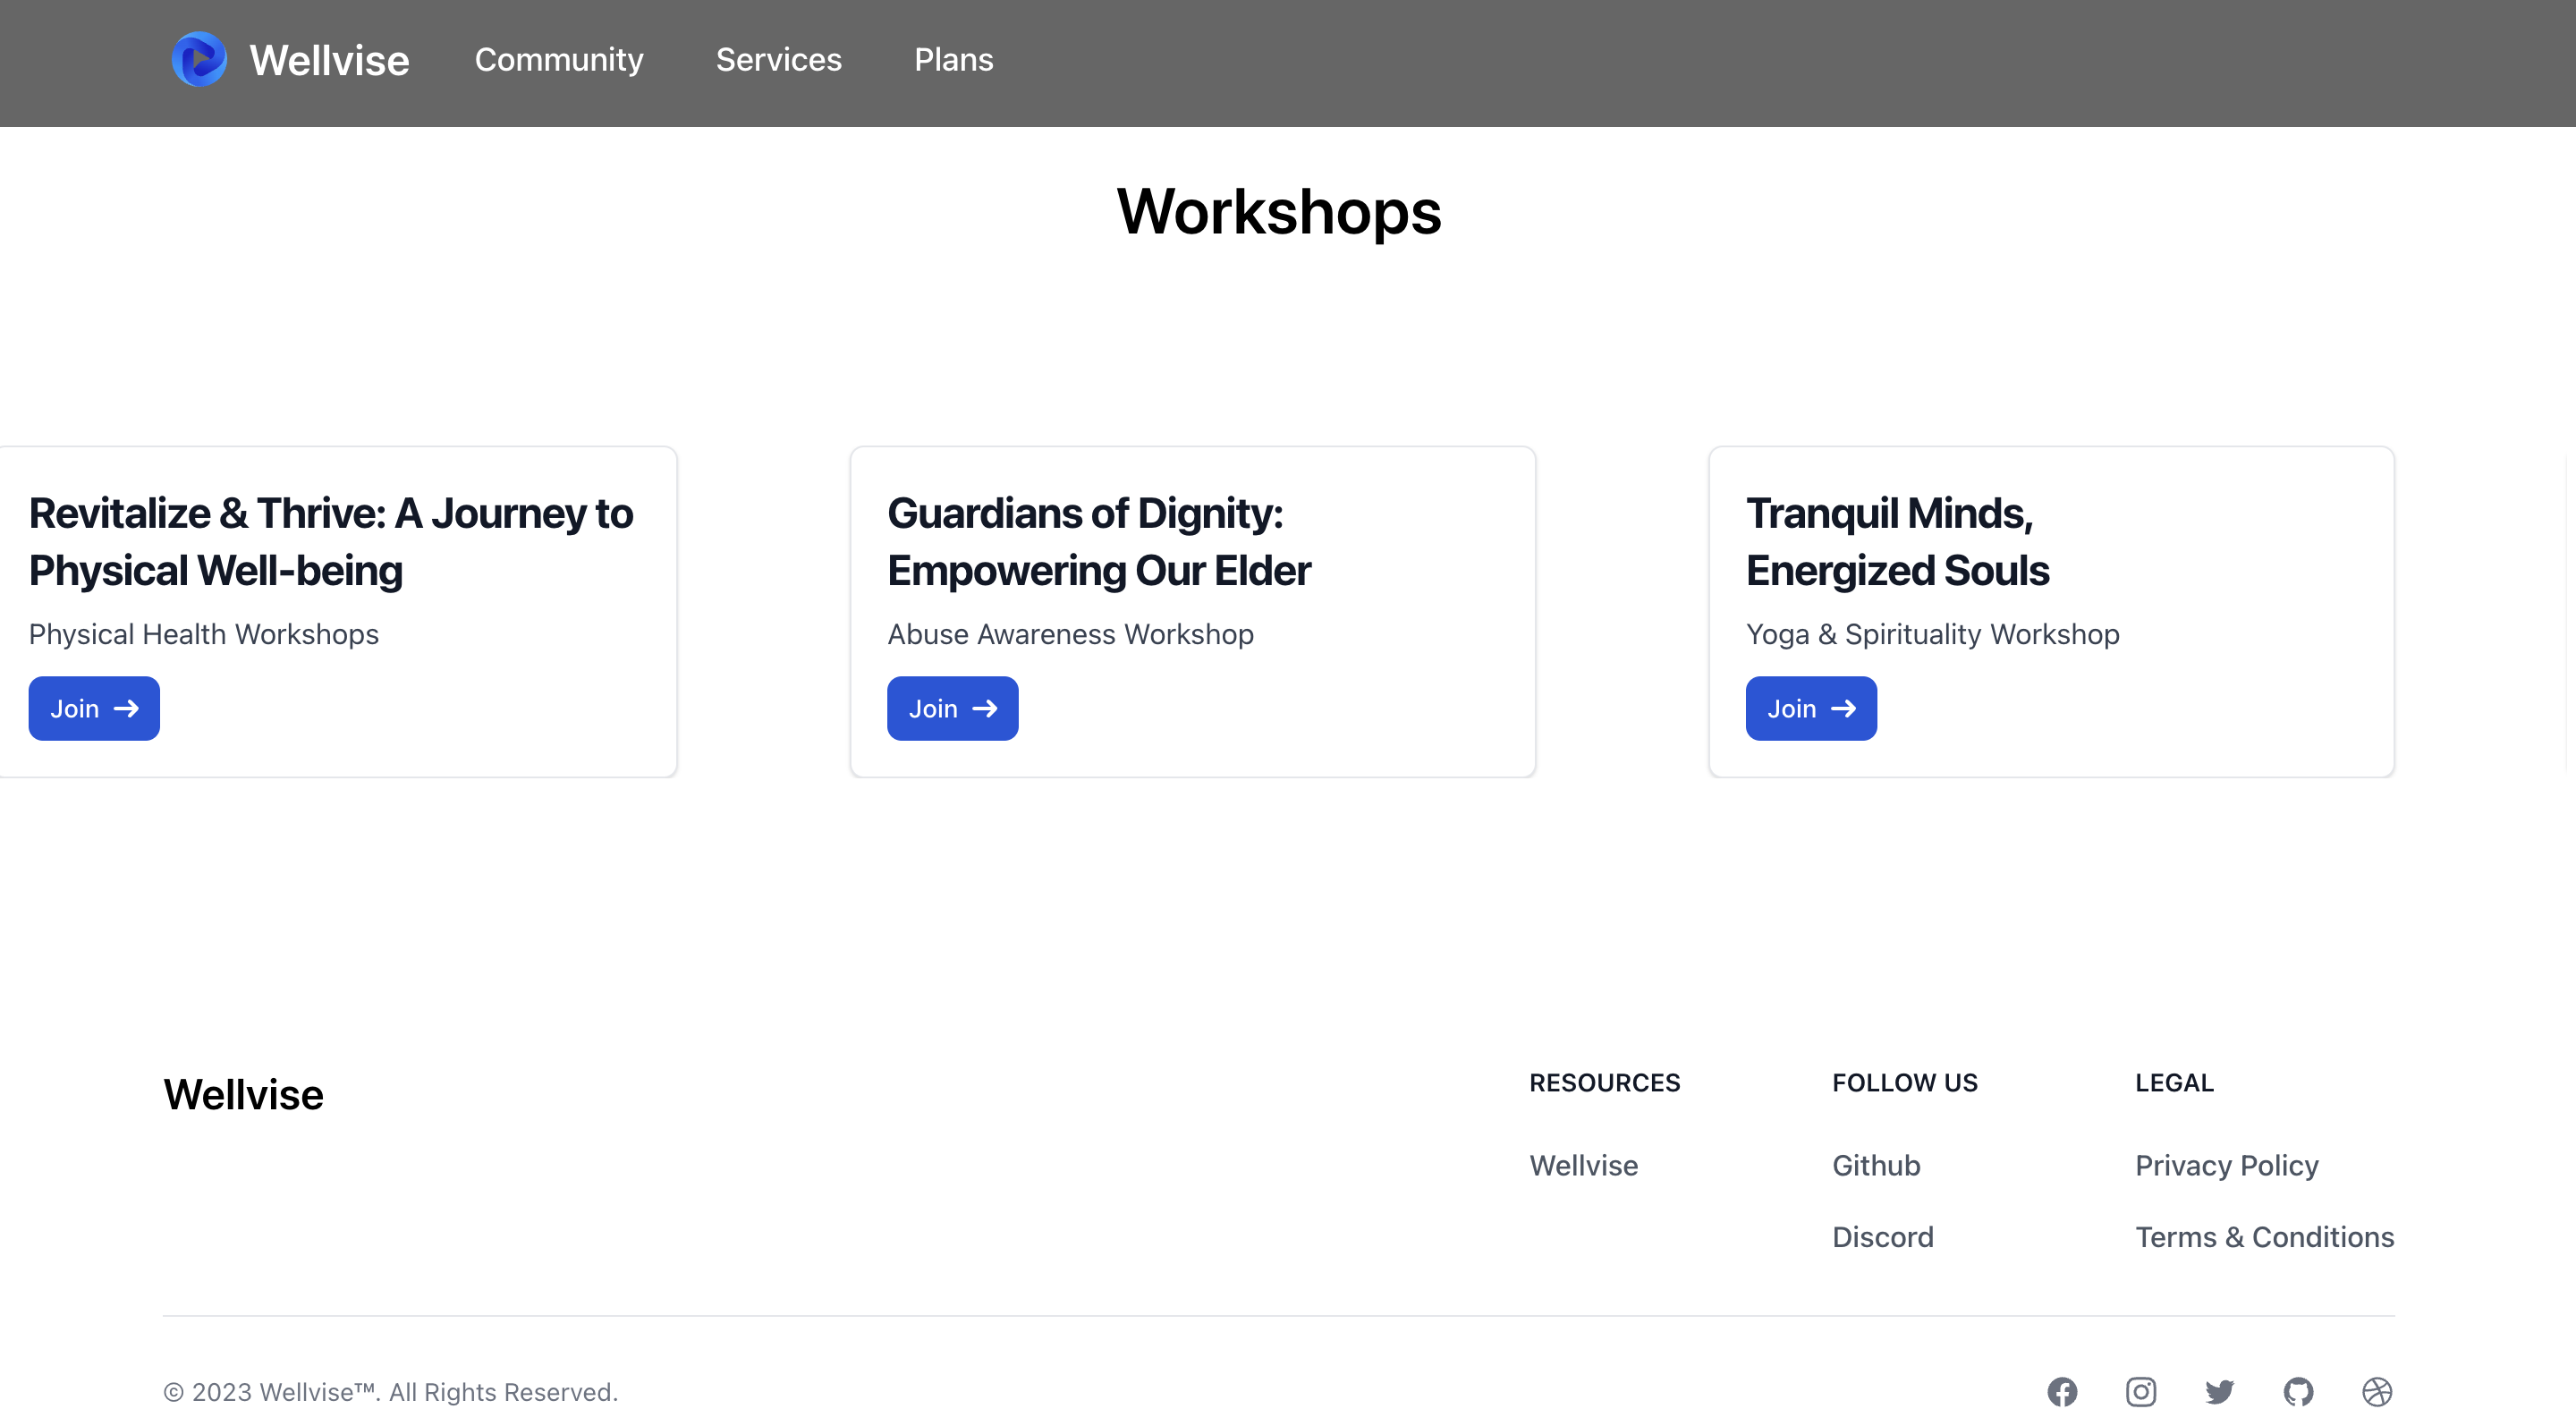 Wellvise Community Services Plans
Workshops
Revitalize & Thrive: A Journey to
Physical Well-being
Physical Health Workshops
Join
Guardians of Dignity:
Empowering Our Elder
Abuse Awareness Workshop
Join
Tranquil Minds,
Energized Souls
Yoga & Spirituality Workshop
Join
Wellvise
RESOURCES
Wellvise
FOLLOW US
Github
Discord
LEGAL
Privacy Policy
Terms & Conditions
© 2023 Wellvise™. All Rights Reserved.